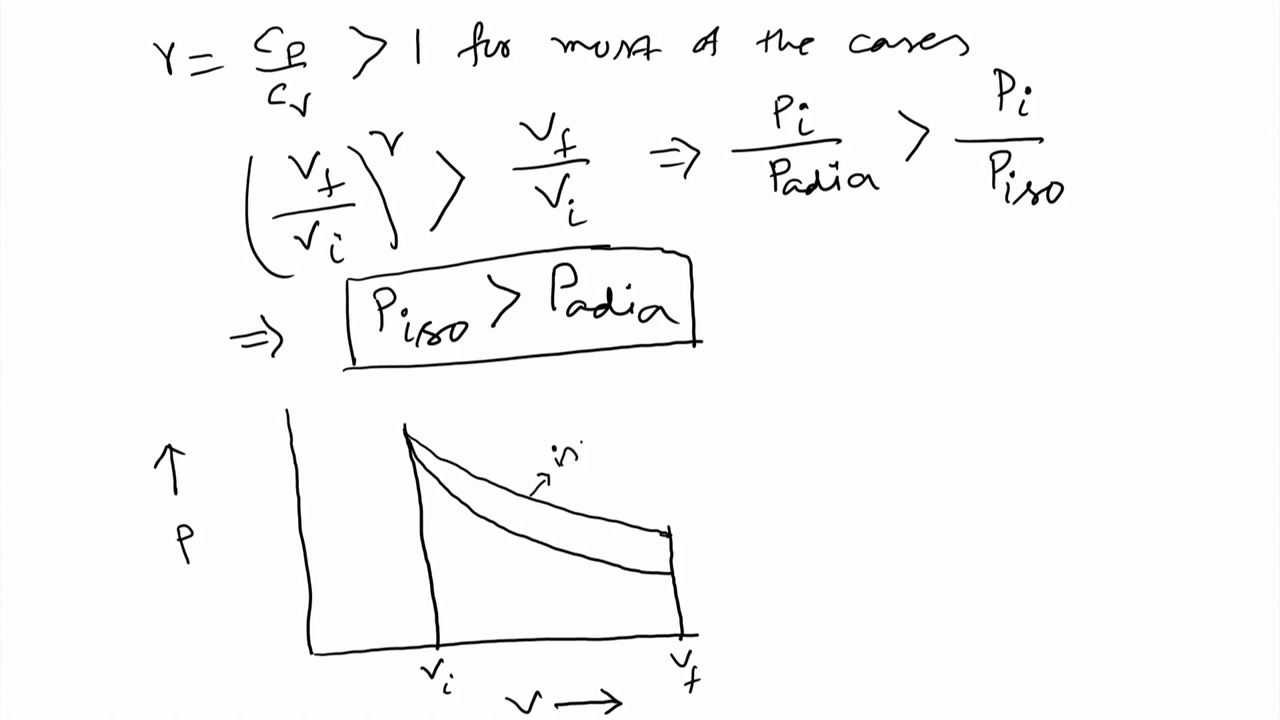 γ = Cp/Cv > 1 for most of the cases
(Vf/Vi)^γ > Vf/Vi ⇒ Pi/Padia > Pi/Piso
⇒ Piso > Padia
↑
P
is
Vi
Vf
V →